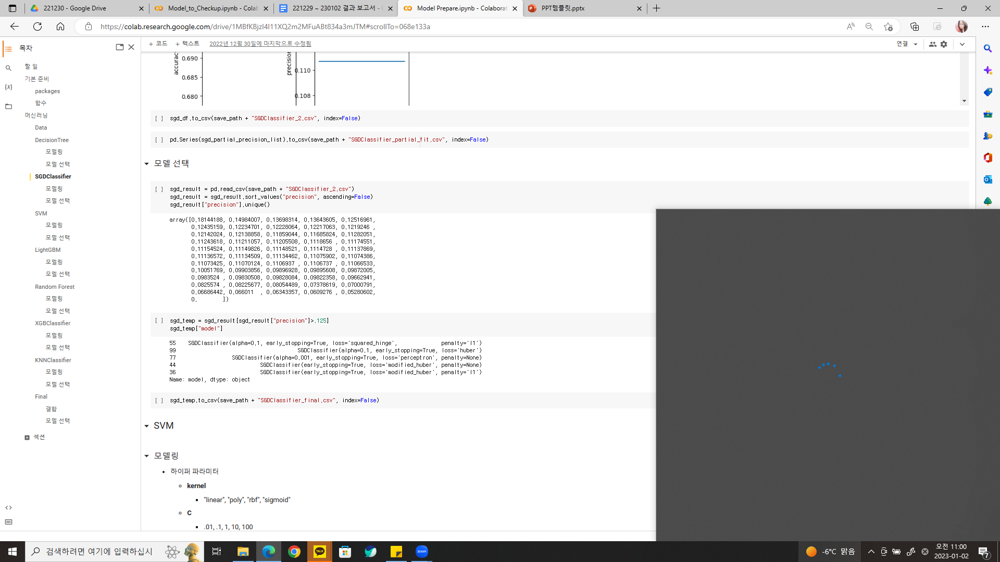 221230 - Google Drive
Model_to_Checkup.ipynb - Colab
221229 ~ 230102 결과 보고서 -
Model Prepare.ipynb - Colaborat
PPT템플릿.pptx
https://colab.research.google.com/drive/1MBfKBjzI4I11XQ2m2MFuABt834a3mJTM#scrollTo=068e133a
목차
+ 코드 + 텍스트 2022년 12월 30일에 마지막으로 수정됨
연결
할 일
기본 준비
packages
함수
머신러닝
Data
DecisionTree
모델링
모델 선택
SGDClassifier
모델링
모델 선택
SVM
모델링
모델 선택
LightGBM
모델링
모델 선택
Random Forest
모델링
모델 선택
XGBClassifier
모델링
모델 선택
KNNClassifier
모델링
모델 선택
Final
결합
모델 선택
섹션
accurac
0.690
0.685
0.680
precision
0.110
0.108
[ ] sgd_df.to_csv(save_path + "SGDClassifier_2.csv", index=False)
[ ] pd.Series(sgd_partial_precision_list).to_csv(save_path + "SGDClassifier_partial_fit.csv", index=False)
모델 선택
[ ] sgd_result = pd.read_csv(save_path + "SGDClassifier_2.csv")
sgd_result = sgd_result.sort_values("precision", ascending=False)
sgd_result["precision"].unique()
array([0.18144188, 0.14984007, 0.13698314, 0.13643605, 0.12516961,
0.12435159, 0.12234701, 0.12228064, 0.12217063, 0.1219246 ,
0.12142024, 0.12138858, 0.11859044, 0.11685824, 0.11282051,
0.11243618, 0.11211057, 0.11205508, 0.1118656 , 0.11174551,
0.11154524, 0.11149826, 0.11148521, 0.1114728 , 0.11137869,
0.11136572, 0.11134509, 0.11134462, 0.11075902, 0.11074386,
0.11073425, 0.11070124, 0.1106937 , 0.1106737 , 0.11066533,
0.10051769, 0.09903856, 0.09896928, 0.09895608, 0.09872005,
0.0983524 , 0.09830508, 0.09828084, 0.09822358, 0.09662941,
0.0825574 , 0.08225677, 0.08054489, 0.07378619, 0.07000791,
0.06686442, 0.066011 , 0.06343357, 0.0609276 , 0.05280602,
0. ])
[ ] sgd_temp = sgd_result[sgd_result["precision"]>.125]
sgd_temp["model"]
55 SGDClassifier(alpha=0.1, early_stopping=True, loss='squared_hinge', penalty='l1')
99 SGDClassifier(alpha=0.1, early_stopping=True, loss='huber')
77 SGDClassifier(alpha=0.001, early_stopping=True, loss='perceptron', penalty=None)
44 SGDClassifier(early_stopping=True, loss='modified_huber', penalty=None)
36 SGDClassifier(early_stopping=True, loss='modified_huber', penalty='l1')
Name: model, dtype: object
[ ] sgd_temp.to_csv(save_path + "SGDClassifier_final.csv", index=False)
SVM
모델링
• 하이퍼 파라미터
kernel
"linear", "poly", "rbf", "sigmoid"
C
.01, .1, 1, 10, 100
검색하려면 여기에 입력하십시
TALK
zoom
-6°C 맑음
오전 11:00
2023-01-02
7